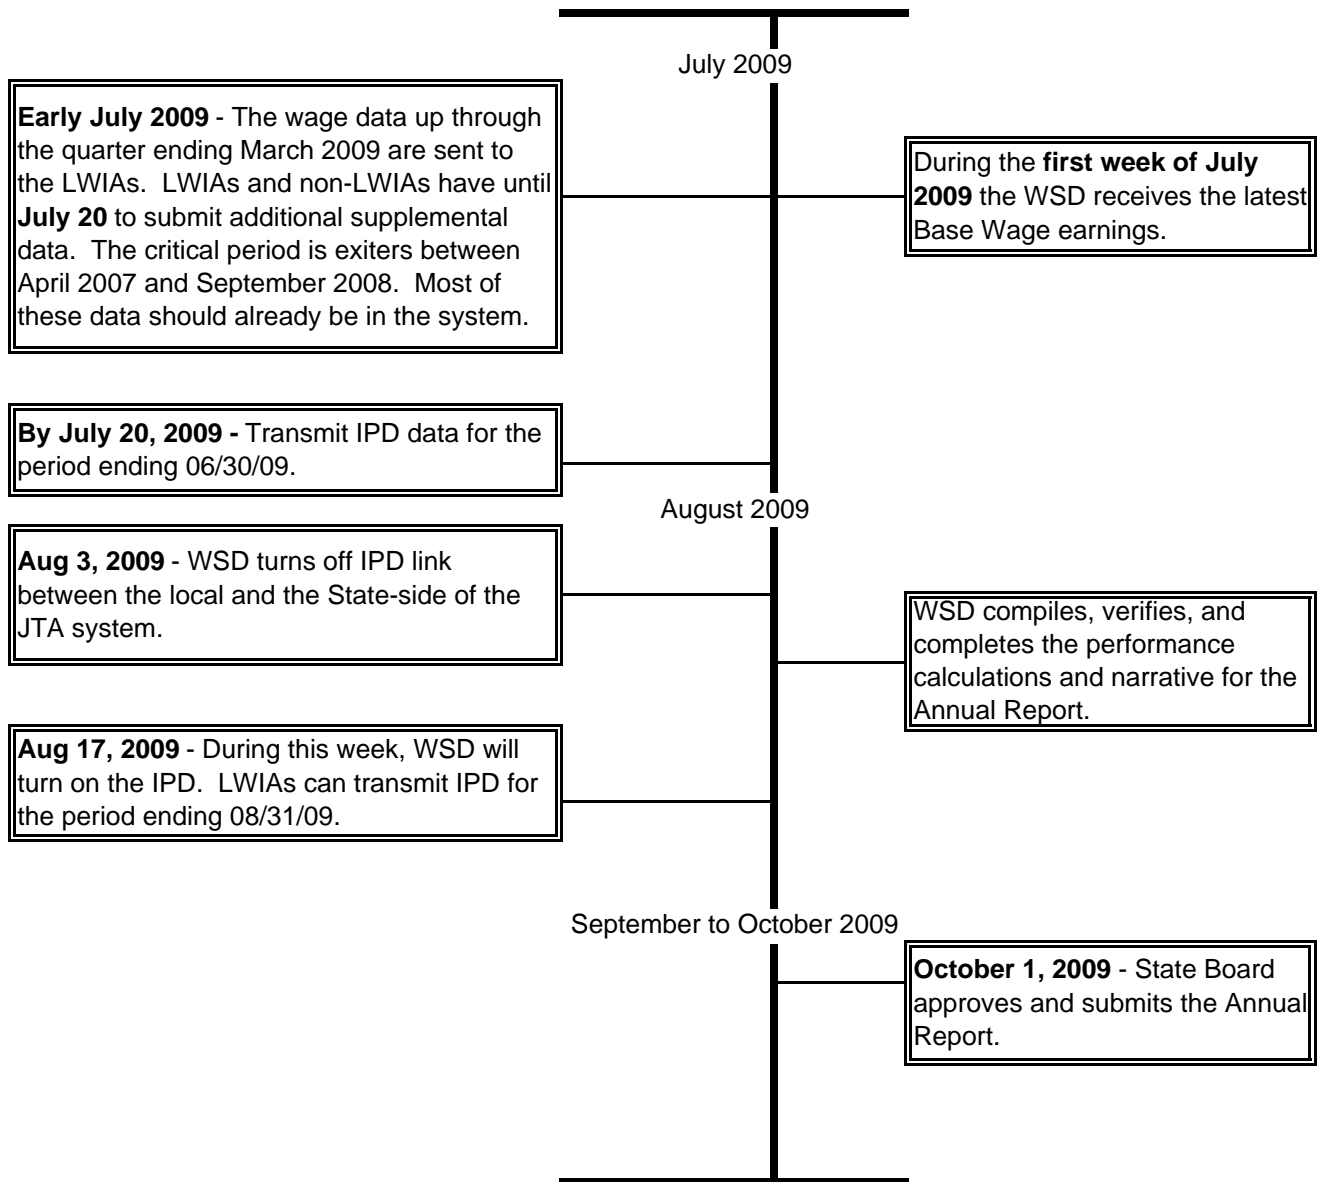 July 2009
Early July 2009 - The wage data up through
the quarter ending March 2009 are sent to
the LWIAs.  LWIAs and non-LWIAs have until
July 20 to submit additional supplemental
data.  The critical period is exiters between
April 2007 and September 2008.  Most of
these data should already be in the system.
During the first week of July
2009 the WSD receives the latest
Base Wage earnings.
By July 20, 2009 - Transmit IPD data for the
period ending 06/30/09.
August 2009
Aug 3, 2009 - WSD turns off IPD link
between the local and the State-side of the
JTA system.
WSD compiles, verifies, and
completes the performance
calculations and narrative for the
Annual Report.
Aug 17, 2009 - During this week, WSD will
turn on the IPD.  LWIAs can transmit IPD for
the period ending 08/31/09.
September to October 2009
October 1, 2009 - State Board
approves and submits the Annual
Report.